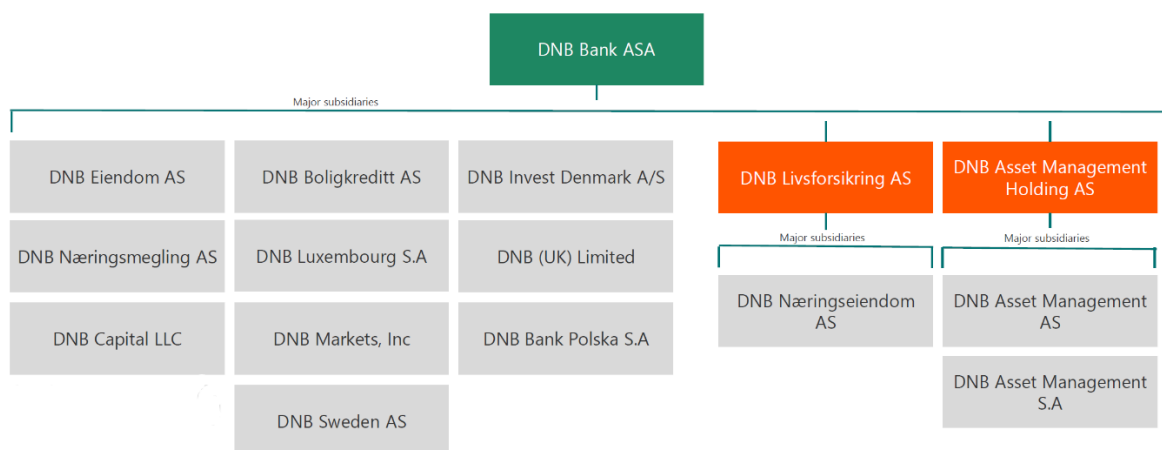 DNB Bank ASA
Major subsidiaries
DNB Eiendom AS
DNB Boligkreditt AS
DNB Invest Denmark A/S
DNB Livsforsikring AS
DNB Asset Management
Holding AS
DNB Næringsmegling AS
DNB Luxembourg S.A
DNB (UK) Limited
Major subsidiaries
Major subsidiaries
DNB Capital LLC
DNB Markets, Inc
DNB Bank Polska S.A
DNB Næringseiendom
AS
DNB Asset Management
AS
DNB Sweden AS
DNB Asset Management
S.A